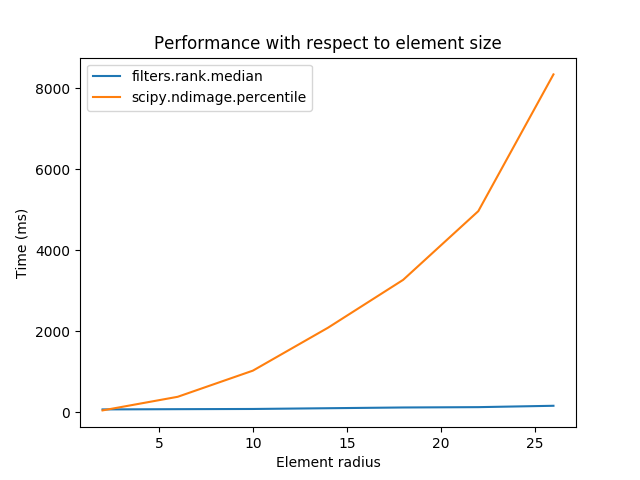 Performance with respect to element size
filters.rank.median
scipy.ndimage.percentile
Time (ms)
8000
6000
4000
2000
0
5 10 15 20 25
Element radius